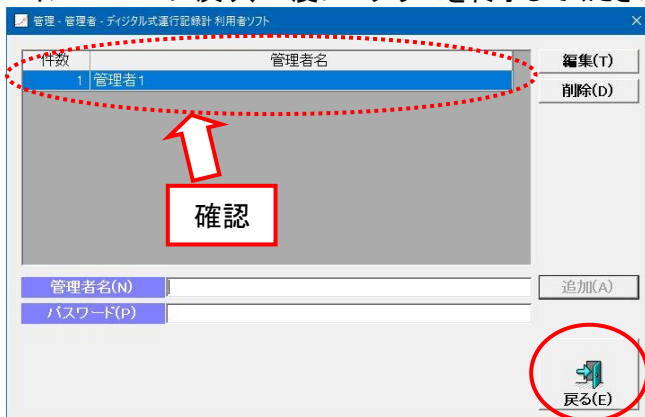 管理 - 管理者 - ディジタル式運行記録計 利用者ソフト
件数 管理者名 編集(T)
1 管理者1
削除(D)
確認
管理者名(N) 追加(A)
パスワード(P)
戻る(E)